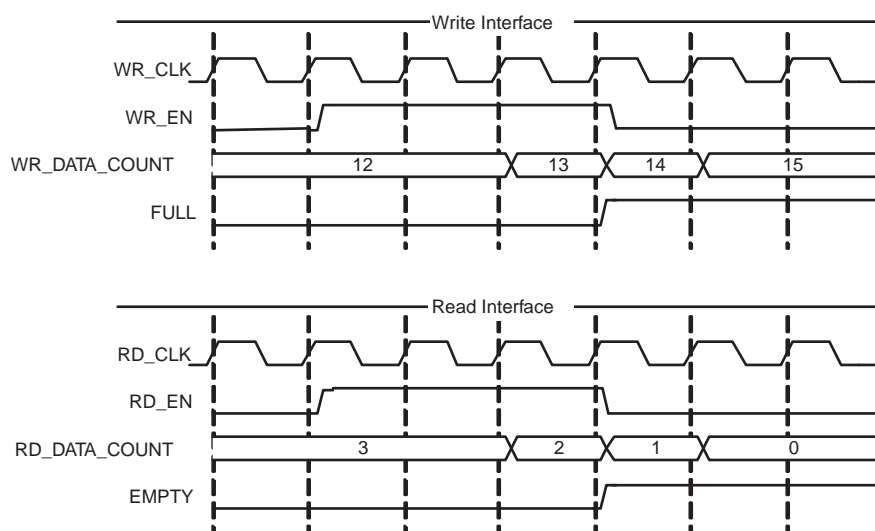 Write Interface
WR_CLK
WR_EN
WR_DATA_COUNT 12 13 14 15
FULL
Read Interface
RD_CLK
RD_EN
RD_DATA_COUNT 3 2 1 0
EMPTY